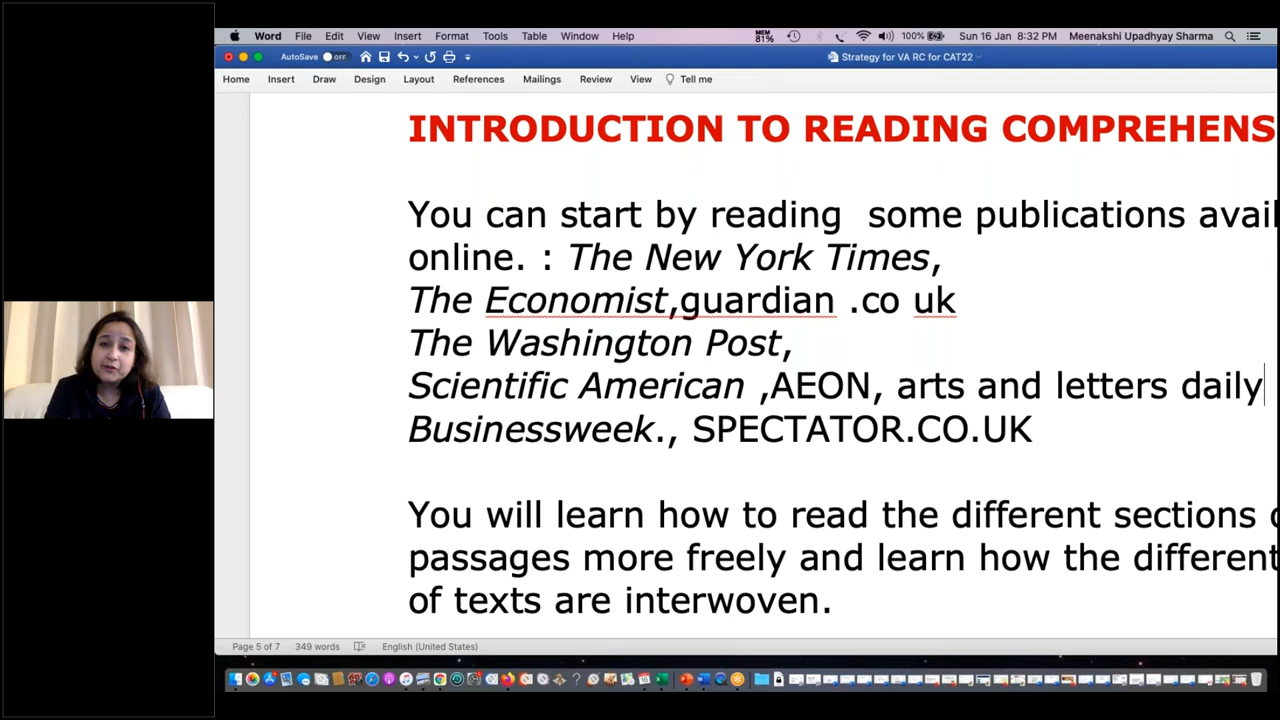 Word File Edit View Insert Format Tools Table Window Help MEM 81% 100% Sun 16 Jan 8:32 PM Meenakshi Upadhyay Sharma
AutoSave OFF Strategy for VA RC for CAT22
Home Insert Draw Design Layout References Mailings Review View Tell me
INTRODUCTION TO READING COMPREHENS
You can start by reading  some publications avail
online. : The New York Times,
The Economist,guardian .co uk
The Washington Post,
Scientific American ,AEON, arts and letters daily
Businessweek., SPECTATOR.CO.UK
You will learn how to read the different sections
passages more freely and learn how the different
of texts are interwoven.
Page 5 of 7 349 words English (United States)